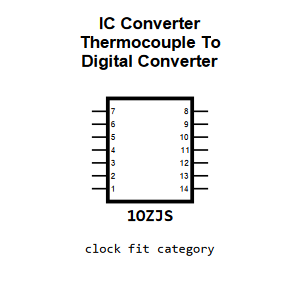 IC Converter
Thermocouple To
Digital Converter
7 8
6 9
5 10
4 11
3 12
2 13
1 14
1OZJS
clock fit category